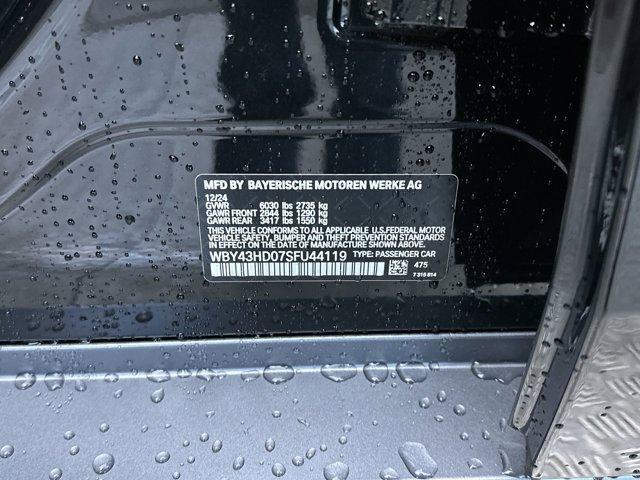 MFD BY BAYERISCHE MOTOREN WERKE AG
12/24
GVWR 6030 lbs 2735 kg
GAWR FRONT 2844 lbs 1290 kg
GAWR REAR 3417 lbs 1550 kg
THIS VEHICLE CONFORMS TO ALL APPLICABLE U.S.FEDERAL MOTOR
VEHICLE SAFETY, BUMPER AND THEFT PREVENTION STANDARDS
IN EFFECT ON THE DATE OF MANUFACTURE SHOWN ABOVE.
WBY43HD07SFU44119 TYPE: PASSENGER CAR
475
7 316 814